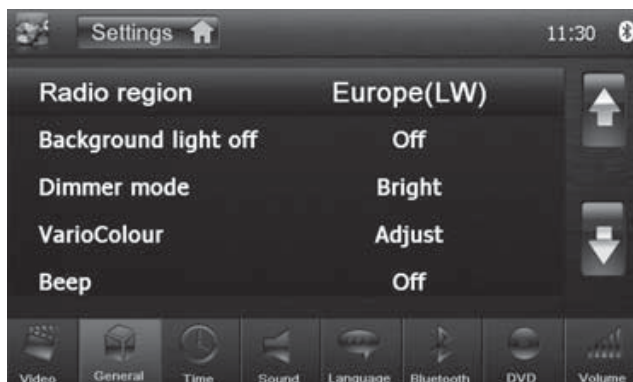 Settings 11:30
Radio region Europe(LW)
Background light off Off
Dimmer mode Bright
VarioColour Adjust
Beep Off
Video General Time Sound Language Bluetooth DVD Volume